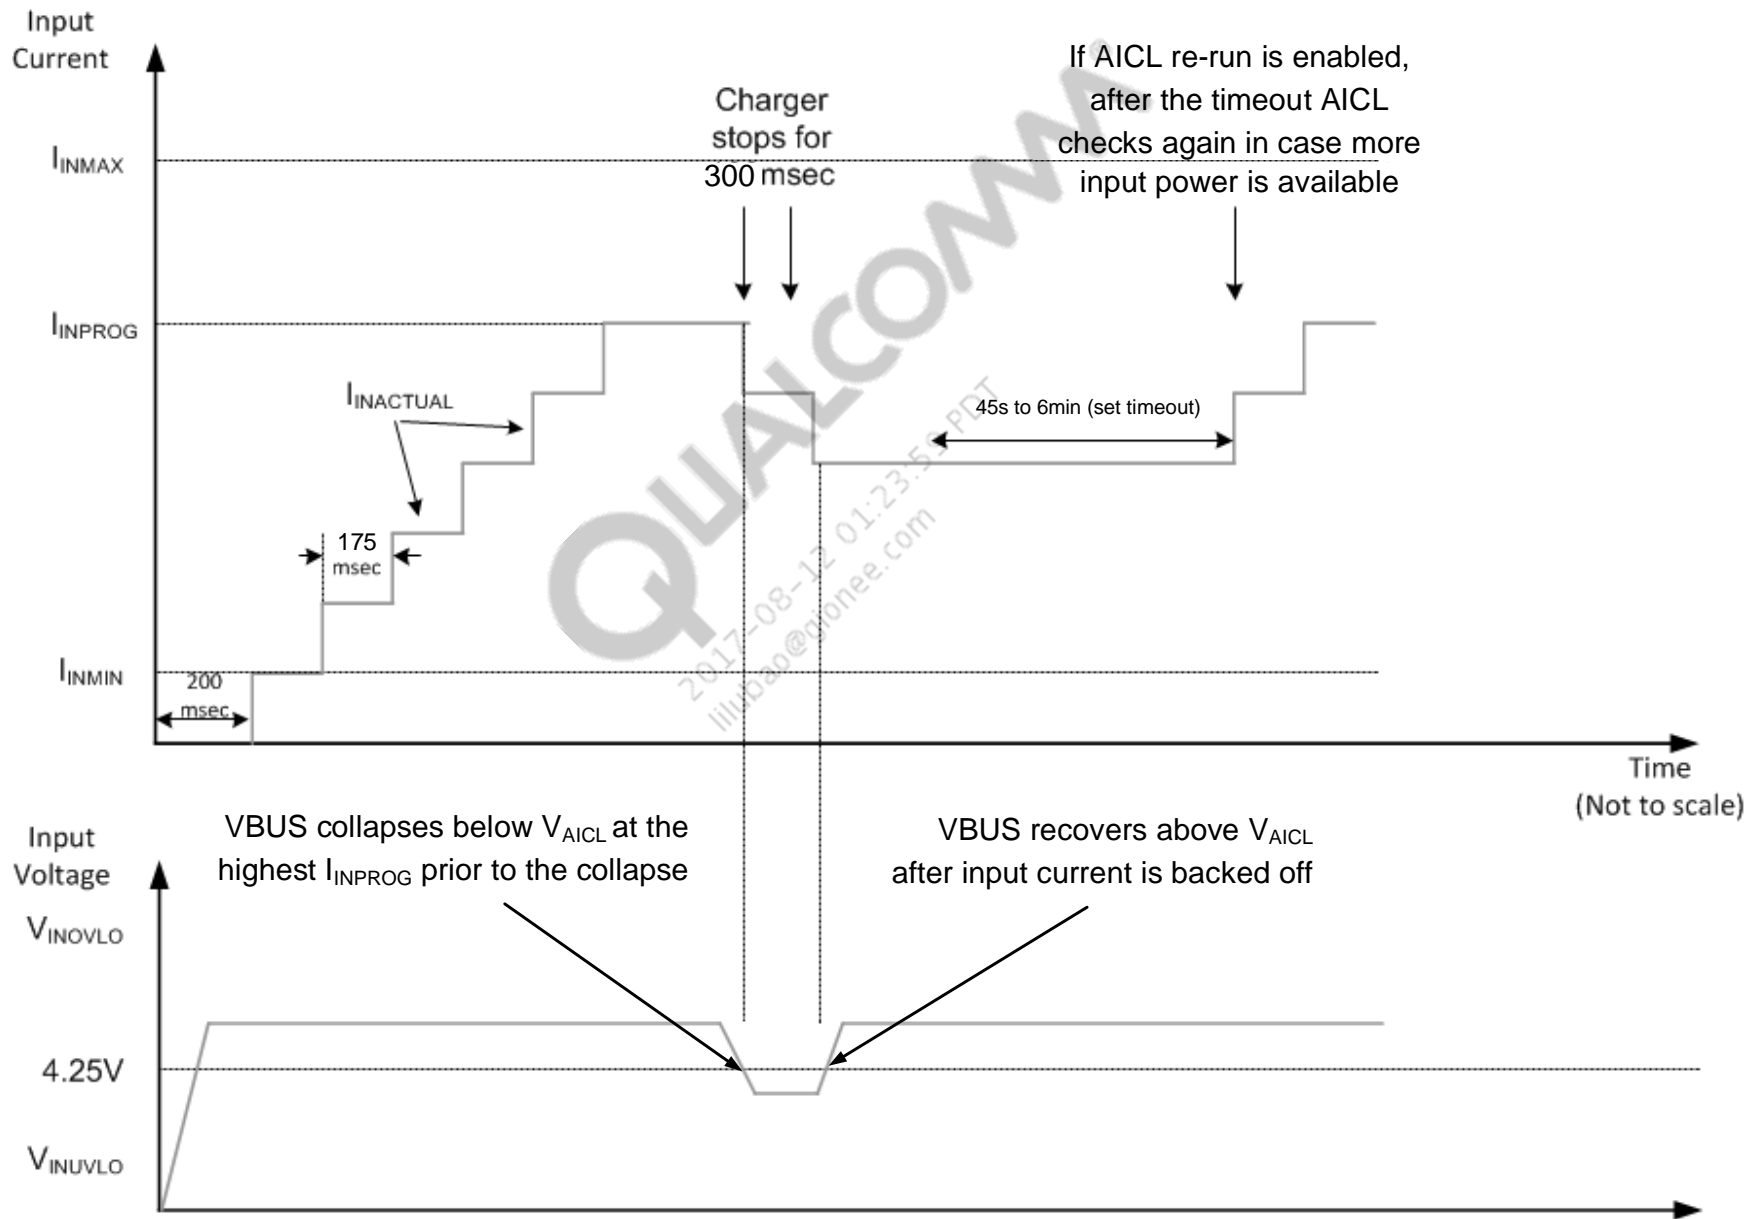 Input
Current
Charger
stops for
300 msec
If AICL re-run is enabled,
after the timeout AICL
checks again in case more
input power is available
IINMAX
IINPROG
IINACTUAL
45s to 6min (set timeout)
175
msec
IINMIN
200
msec
QUALCOMM®
2017-08-12 01:23:59 PDT
lilubao@gionee.com
Time
(Not to scale)
Input
Voltage
VBUS collapses below VAICL at the
highest IINPROG prior to the collapse
VBUS recovers above VAICL
after input current is backed off
VINOVLO
4.25V
VINUVLO